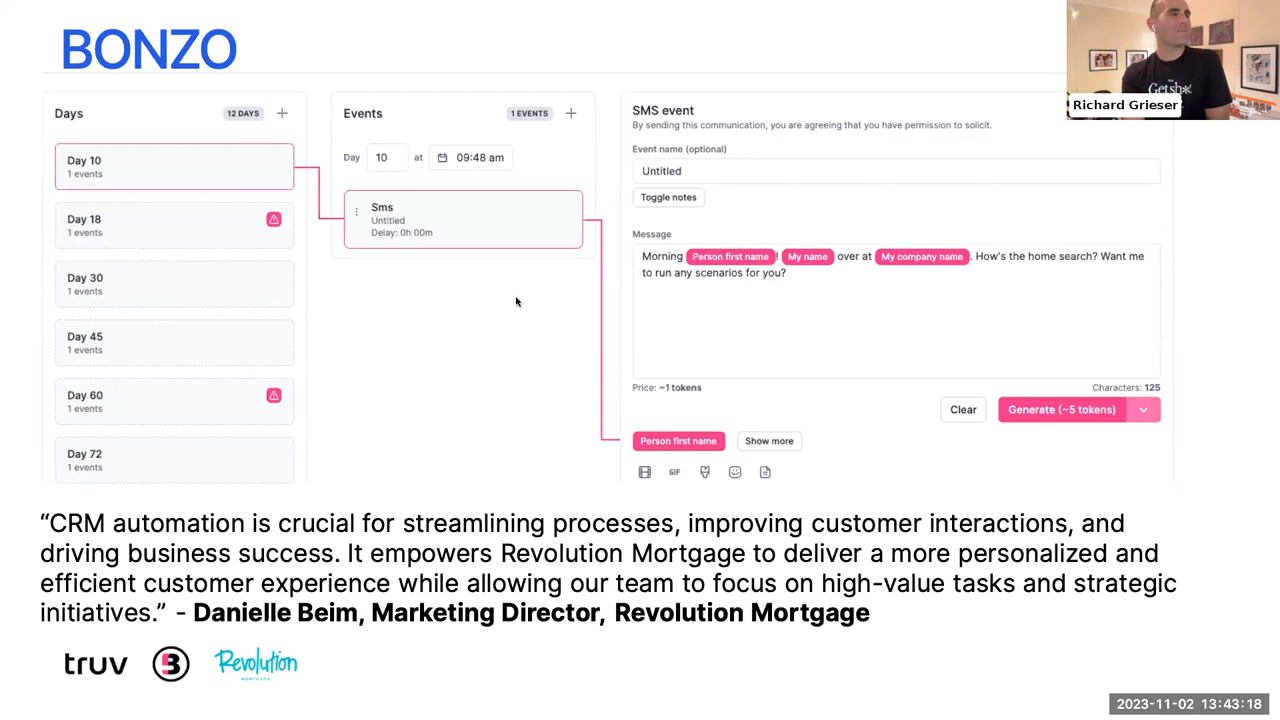 BONZO
Richard Grieser
Getsh*
Days
12 DAYS
Day 10
1 events
Day 18
1 events
Day 30
1 events
Day 45
1 events
Day 60
1 events
Day 72
1 events
Events
1 EVENTS
Day 10 at 09:48 am
Sms
Untitled
Delay: 0h 00m
SMS event
By sending this communication, you are agreeing that you have permission to solicit.
Event name (optional)
Untitled
Toggle notes
Message
Morning Person first name! My name over at My company name. How's the home search? Want me
to run any scenarios for you?
Price: ~1 tokens
Characters: 125
Clear
Generate (~5 tokens)
Person first name
Show more
GIF
“CRM automation is crucial for streamlining processes, improving customer interactions, and
driving business success. It empowers Revolution Mortgage to deliver a more personalized and
efficient customer experience while allowing our team to focus on high-value tasks and strategic
initiatives.” - Danielle Beim, Marketing Director, Revolution Mortgage
truv
B
Revolution
MORTGAGE
2023-11-02 13:43:18